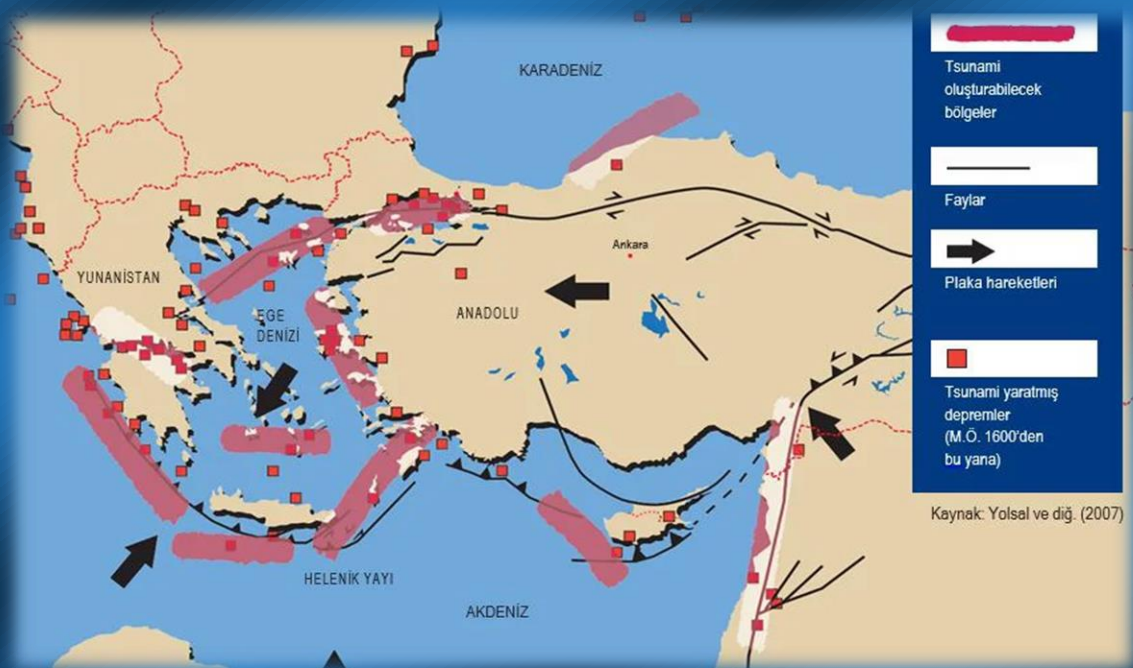 KARADENİZ
Ankara
YUNANİSTAN
EGE
DENİZİ
ANADOLU
HELENİK YAYI
AKDENİZ
Tsunami
oluşturabilecek
bölgeler
Faylar
Plaka hareketleri
Tsunami yaratmış
depremler
(M.Ö. 1600'den
bu yana)
Kaynak: Yolsal ve diğ. (2007)